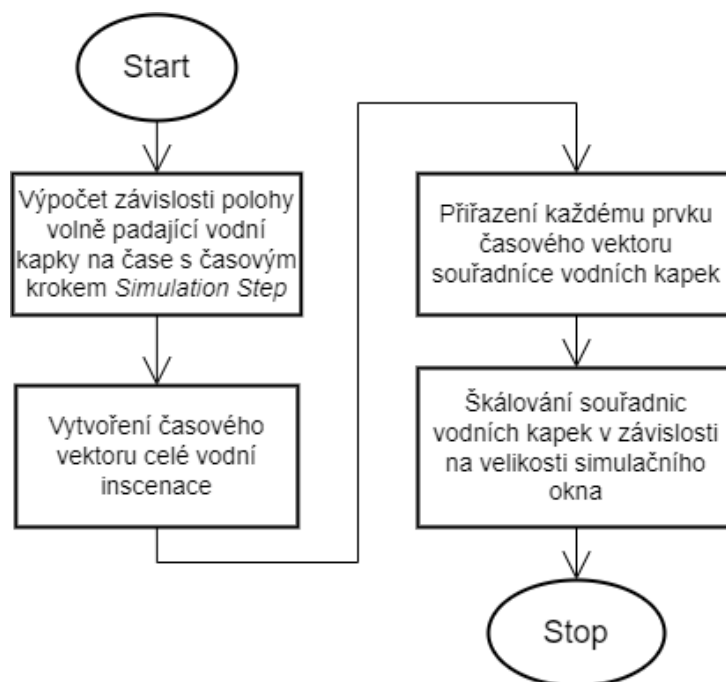 Start
Výpočet závislosti polohy
volně padající vodní
kapky na čase s časovým
krokem Simulation Step
Vytvoření časového
vektoru celé vodní
inscenace
Přiřazení každému prvku
časového vektoru
souřadníce vodních kapek
Škálování souřadnic
vodních kapek v závislosti
na velikosti simulačního
okna
Stop